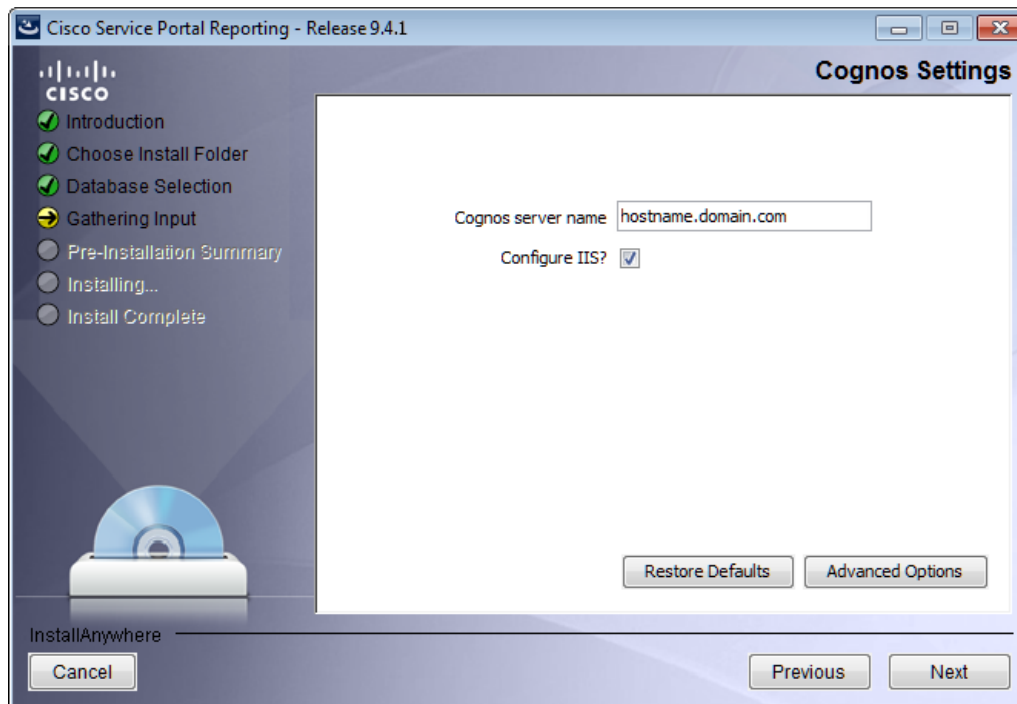 Cisco Service Portal Reporting - Release 9.4.1
CISCO
Cognos Settings
Introduction
Choose Install Folder
Database Selection
Gathering Input
Pre-Installation Summary
Installing...
Install Complete
Cognos server name hostname.domain.com
Configure IIS?
Restore Defaults Advanced Options
InstallAnywhere
Cancel Previous Next